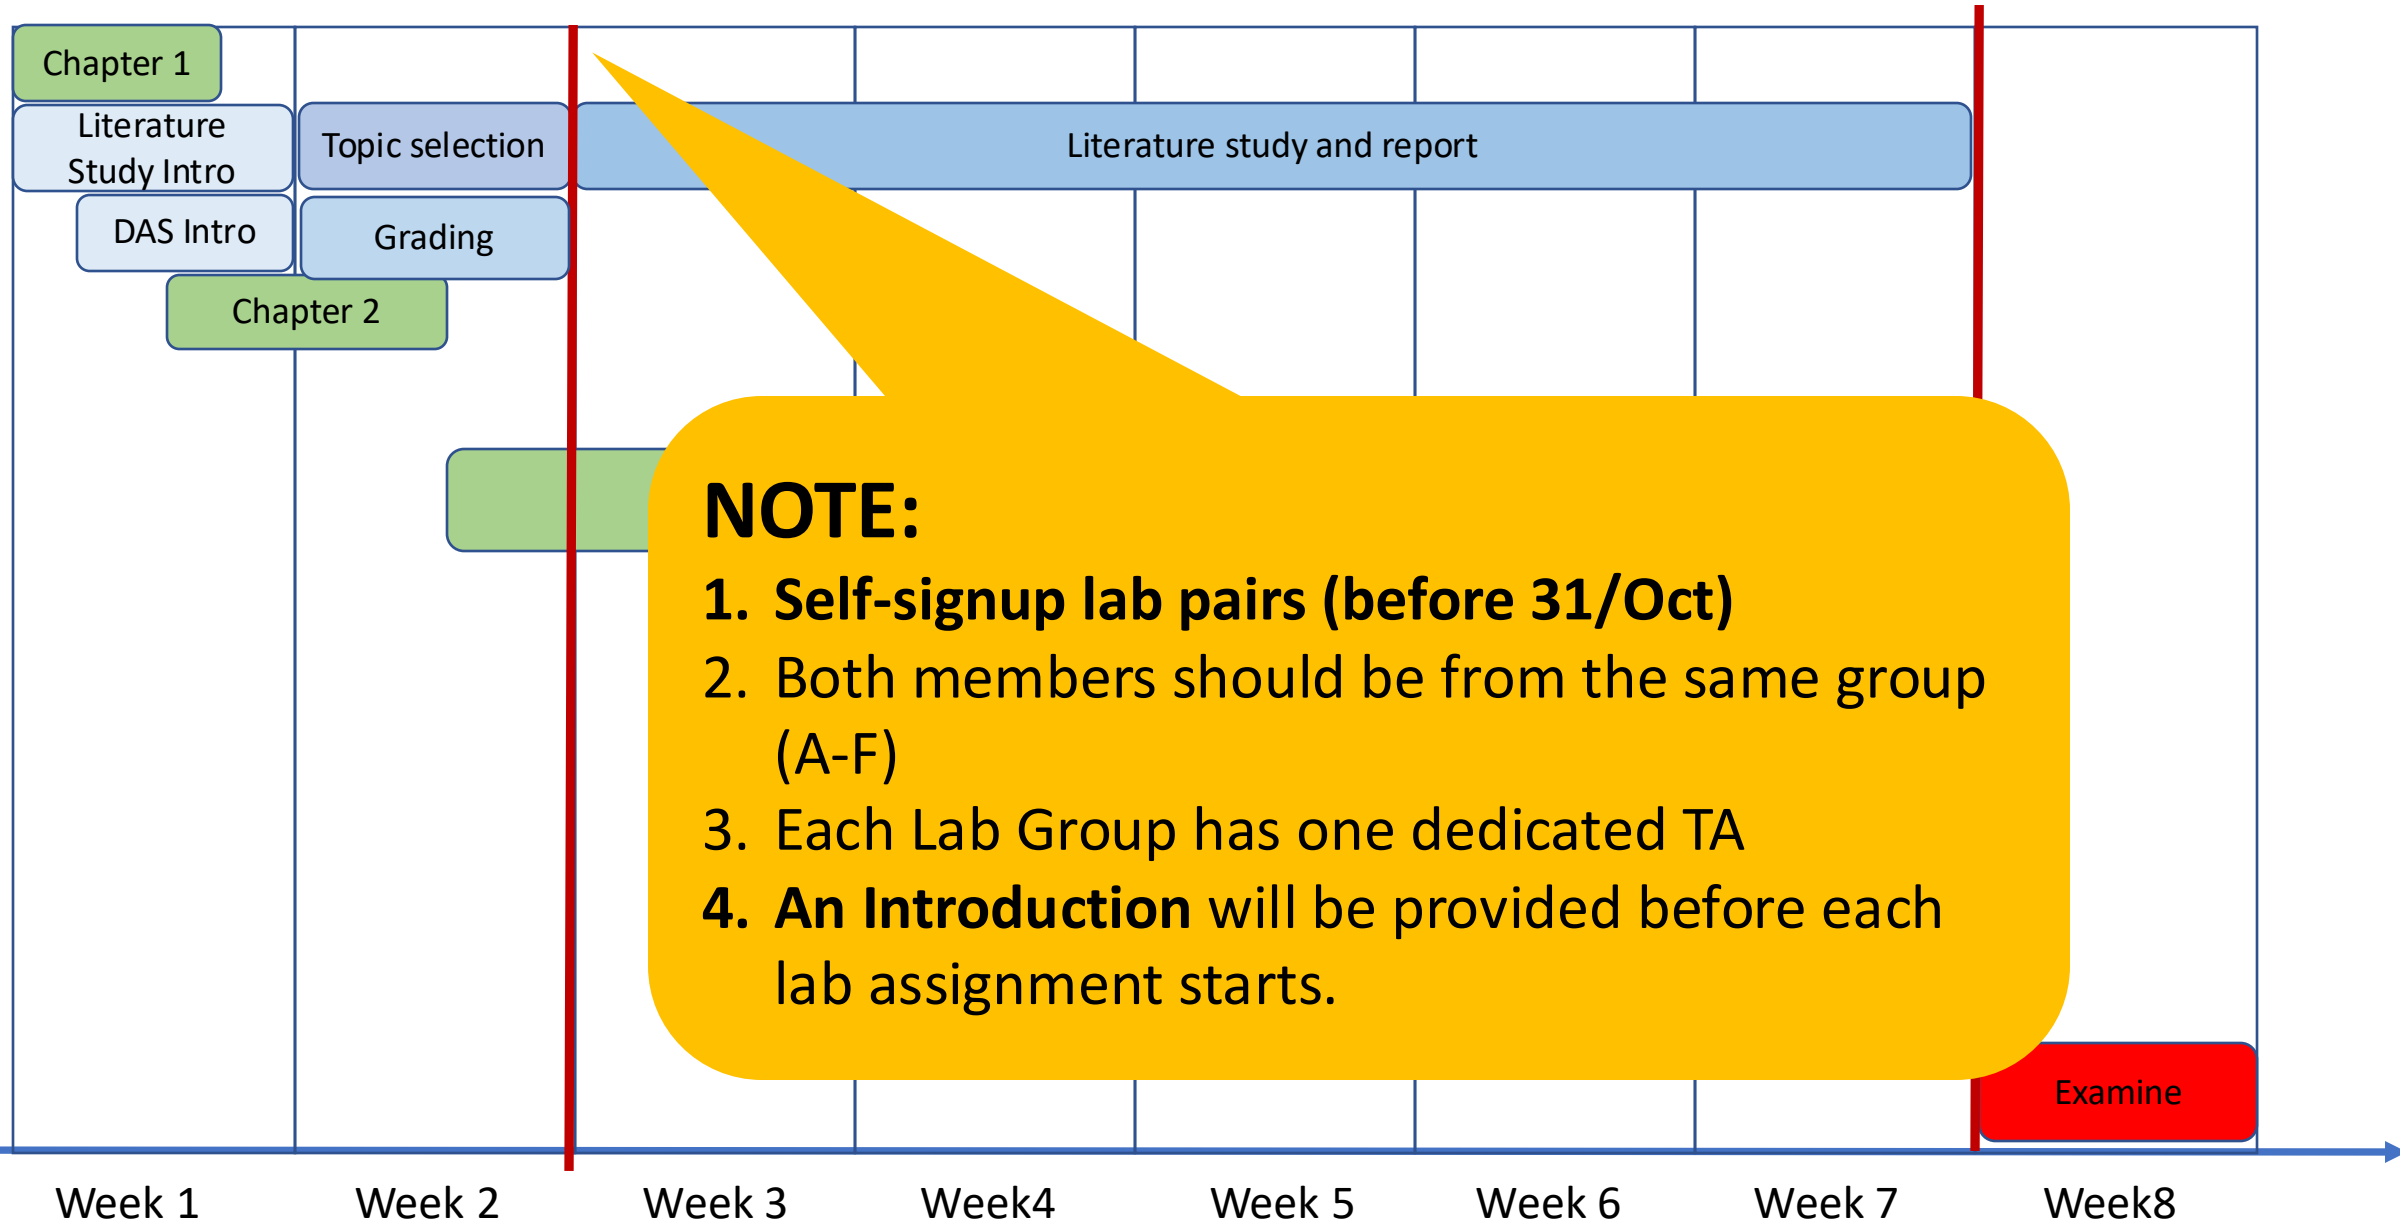 Chapter 1
Literature
Study Intro
Topic selection
Literature study and report
DAS Intro
Grading
Chapter 2
NOTE:
1. Self-signup lab pairs (before 31/Oct)
2. Both members should be from the same group
(A-F)
3. Each Lab Group has one dedicated TA
4. An Introduction will be provided before each
lab assignment starts.
Examine
Week 1
Week 2
Week 3
Week4
Week 5
Week 6
Week 7
Week8